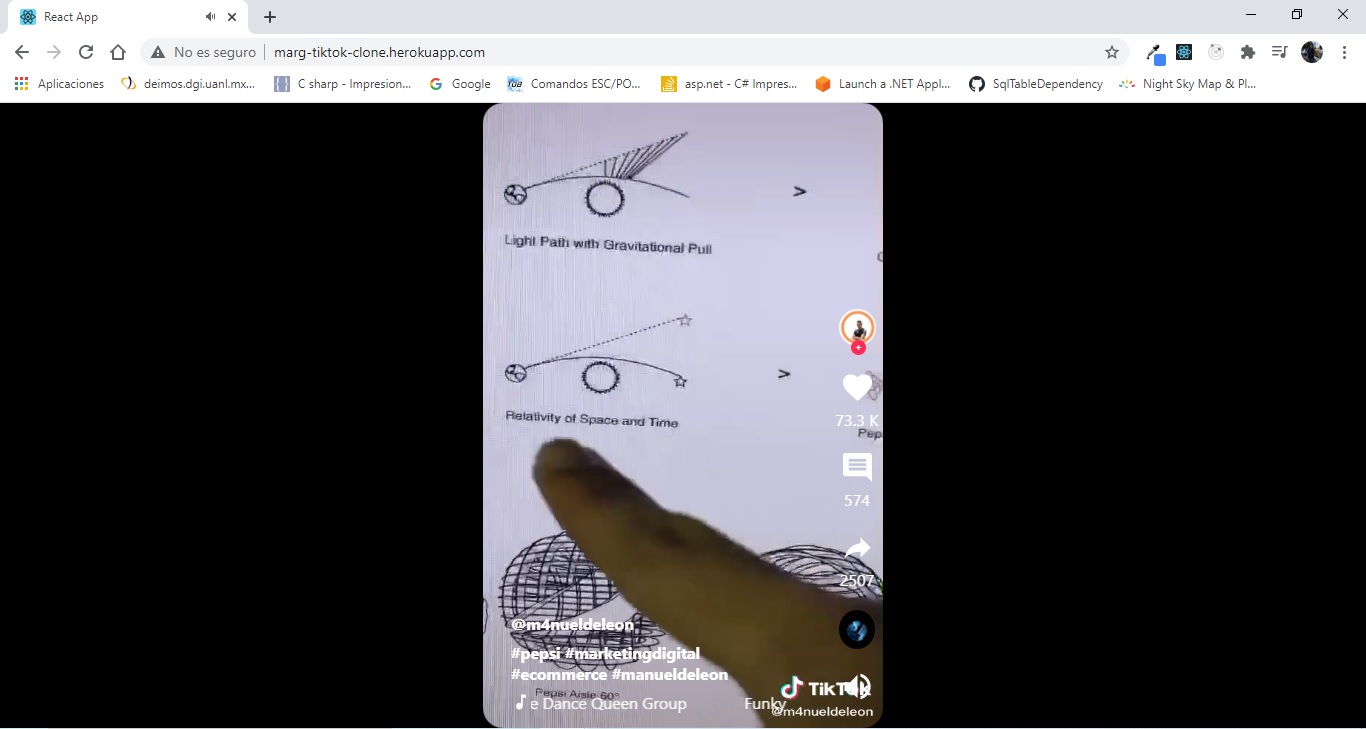 React App
No es seguro
marg-tiktok-clone.herokuapp.com
Aplicaciones
deimos.dgi.uanl.mx...
C sharp - Impresion...
Google
Comandos ESC/PO...
asp.net - C# Impres...
Launch a .NET Appl...
SqlTableDependency
Night Sky Map & Pl...
>
Light Path with Gravitational Pull
>
Relativity of Space and Time
73.3 K
Pep
574
2507
@m4nueldeleon
#pepsi #marketingdigital
#ecommerce #manueldeleon
Pepsi Aisle 60°
e Dance Queen Group
Funky
TikTok
@m4nueldeleon